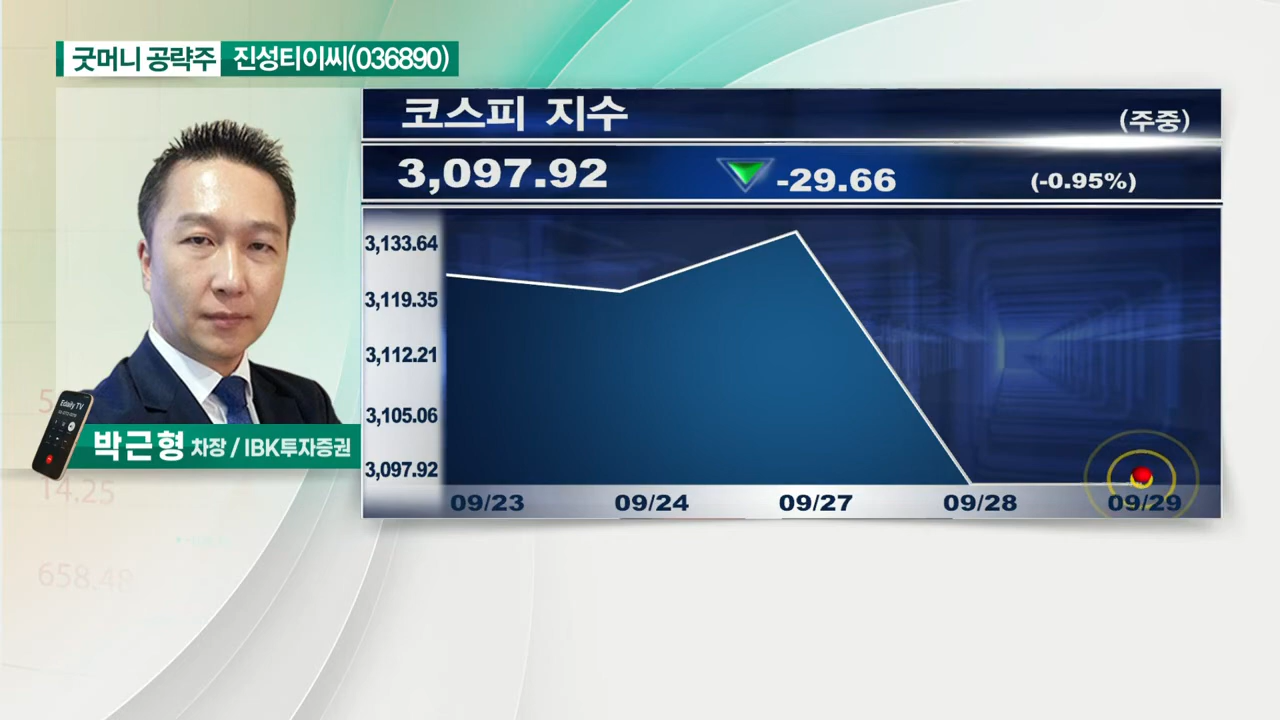 굿머니 공략주 진성티이씨(036890)
코스피 지수 (주중)
3,097.92 -29.66 (-0.95%)
3,133.64
3,119.35
3,112.21
3,105.06
3,097.92
09/23 09/24 09/27 09/28 09/29
Edaily TV
박근형 차장 / IBK투자증권
14.25
658.48